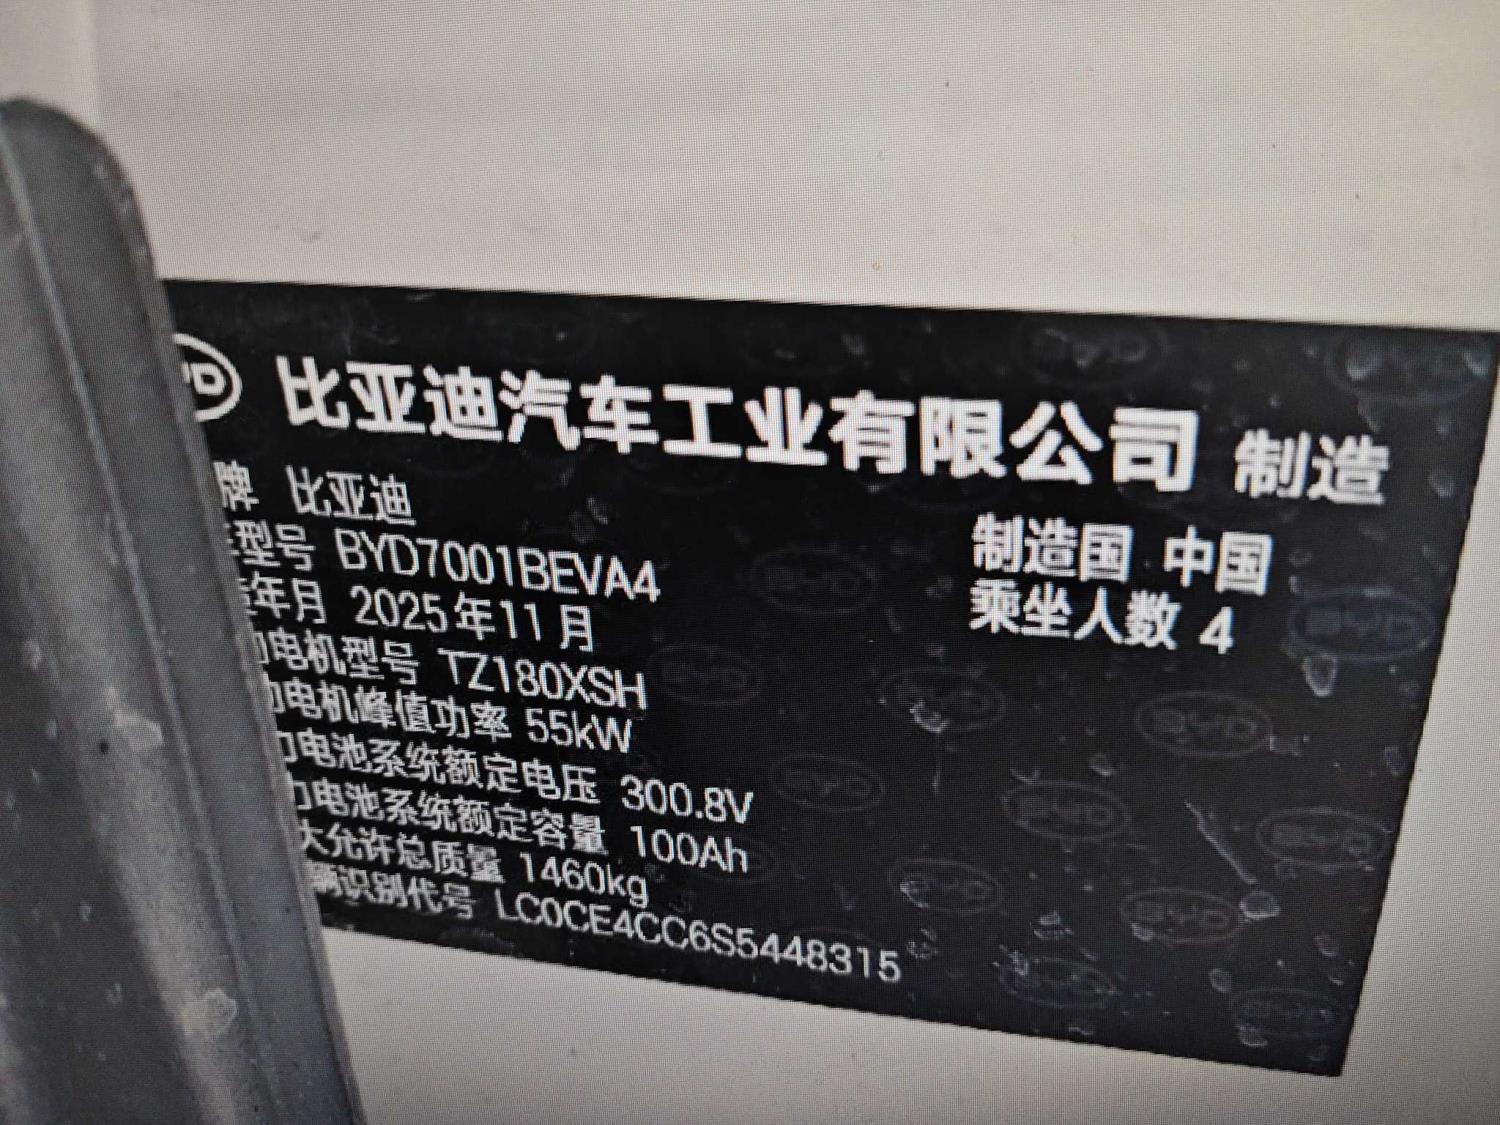 比亚迪汽车工业有限公司 制造
牌 比亚迪
型号 BYD7001BEVA4
制造国 中国
年月 2025年11月
乘坐人数 4
电机型号 TZ180XSH
电机峰值功率 55kW
电池系统额定电压 300.8V
电池系统额定容量 100Ah
大允许总质量 1460kg
辆识别代号 LC0CE4CC6S5448315